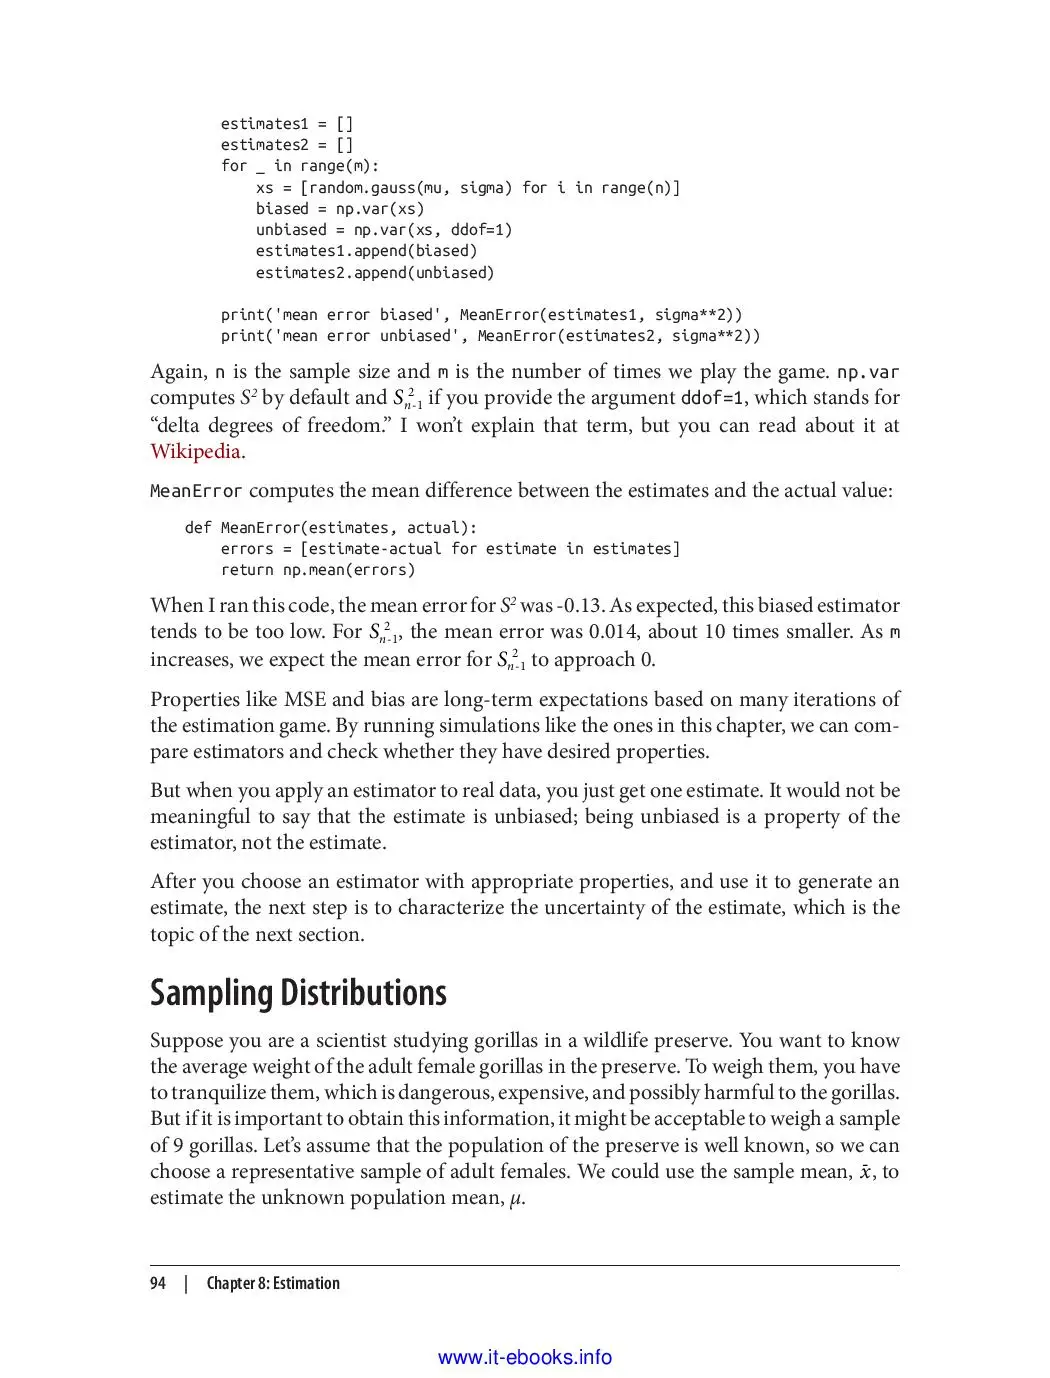 estimates1 = []
estimates2 = []
for _ in range(m):
    xs = [random.gauss(mu, sigma) for i in range(n)]
    biased = np.var(xs)
    unbiased = np.var(xs, ddof=1)
    estimates1.append(biased)
    estimates2.append(unbiased)

print('mean error biased', MeanError(estimates1, sigma**2))
print('mean error unbiased', MeanError(estimates2, sigma**2))
Again, n is the sample size and m is the number of times we play the game. np.var
computes S² by default and S²ₙ₋₁ if you provide the argument ddof=1, which stands for
“delta degrees of freedom.” I won’t explain that term, but you can read about it at
Wikipedia.
MeanError computes the mean difference between the estimates and the actual value:
def MeanError(estimates, actual):
    errors = [estimate-actual for estimate in estimates]
    return np.mean(errors)
When I ran this code, the mean error for S² was -0.13. As expected, this biased estimator
tends to be too low. For S²ₙ₋₁, the mean error was 0.014, about 10 times smaller. As m
increases, we expect the mean error for S²ₙ₋₁ to approach 0.
Properties like MSE and bias are long-term expectations based on many iterations of
the estimation game. By running simulations like the ones in this chapter, we can com-
pare estimators and check whether they have desired properties.
But when you apply an estimator to real data, you just get one estimate. It would not be
meaningful to say that the estimate is unbiased; being unbiased is a property of the
estimator, not the estimate.
After you choose an estimator with appropriate properties, and use it to generate an
estimate, the next step is to characterize the uncertainty of the estimate, which is the
topic of the next section.
Sampling Distributions
Suppose you are a scientist studying gorillas in a wildlife preserve. You want to know
the average weight of the adult female gorillas in the preserve. To weigh them, you have
to tranquilize them, which is dangerous, expensive, and possibly harmful to the gorillas.
But if it is important to obtain this information, it might be acceptable to weigh a sample
of 9 gorillas. Let’s assume that the population of the preserve is well known, so we can
choose a representative sample of adult females. We could use the sample mean, x̄, to
estimate the unknown population mean, μ.
94 | Chapter 8: Estimation
www.it-ebooks.info